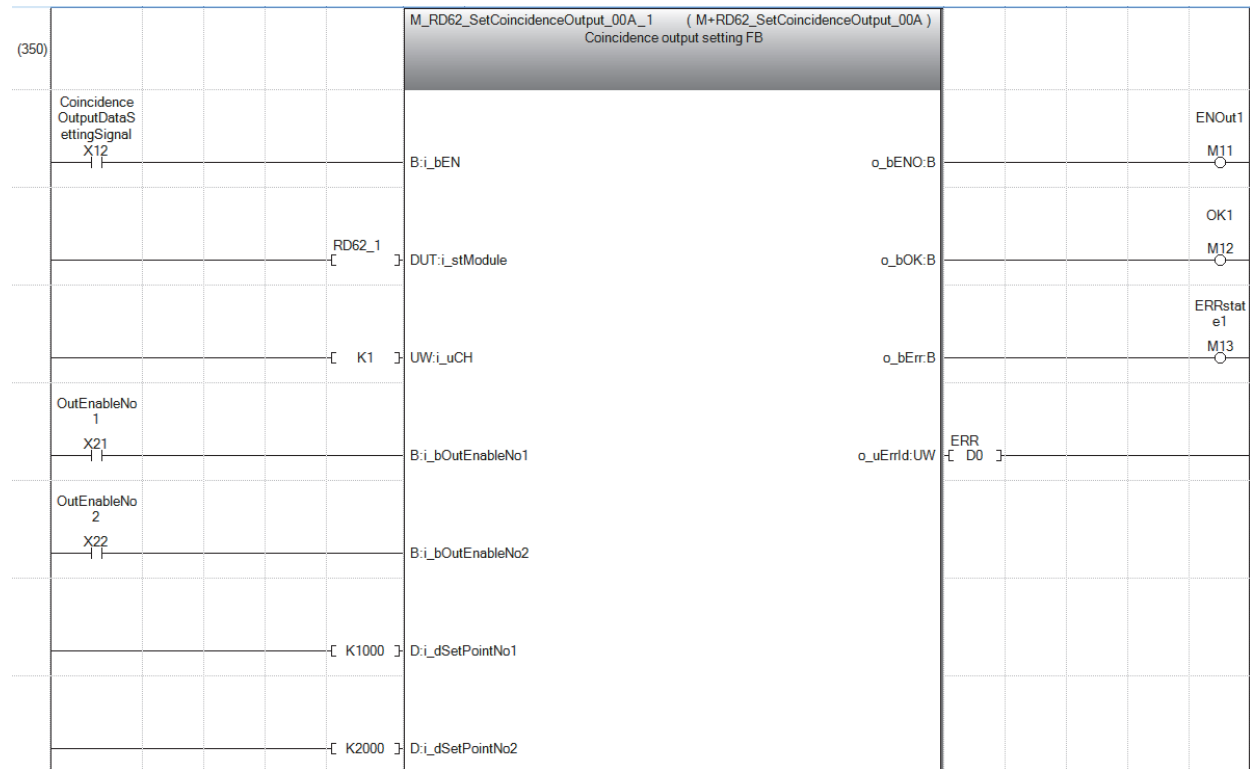 M_RD62_SetCoincidenceOutput_00A_1 ( M+RD62_SetCoincidenceOutput_00A )
Coincidence output setting FB
(350)
Coincidence
OutputDataS
ettingSignal
X12
B:i_bEN
o_bENO:B
ENOut1
M11
RD62_1
DUT:i_stModule
o_bOK:B
OK1
M12
K1
UW:i_uCH
o_bErr:B
ERRstat
e1
M13
OutEnableNo
1
X21
B:i_bOutEnableNo1
o_uErrId:UW
ERR
D0
OutEnableNo
2
X22
B:i_bOutEnableNo2
K1000
D:i_dSetPointNo1
K2000
D:i_dSetPointNo2